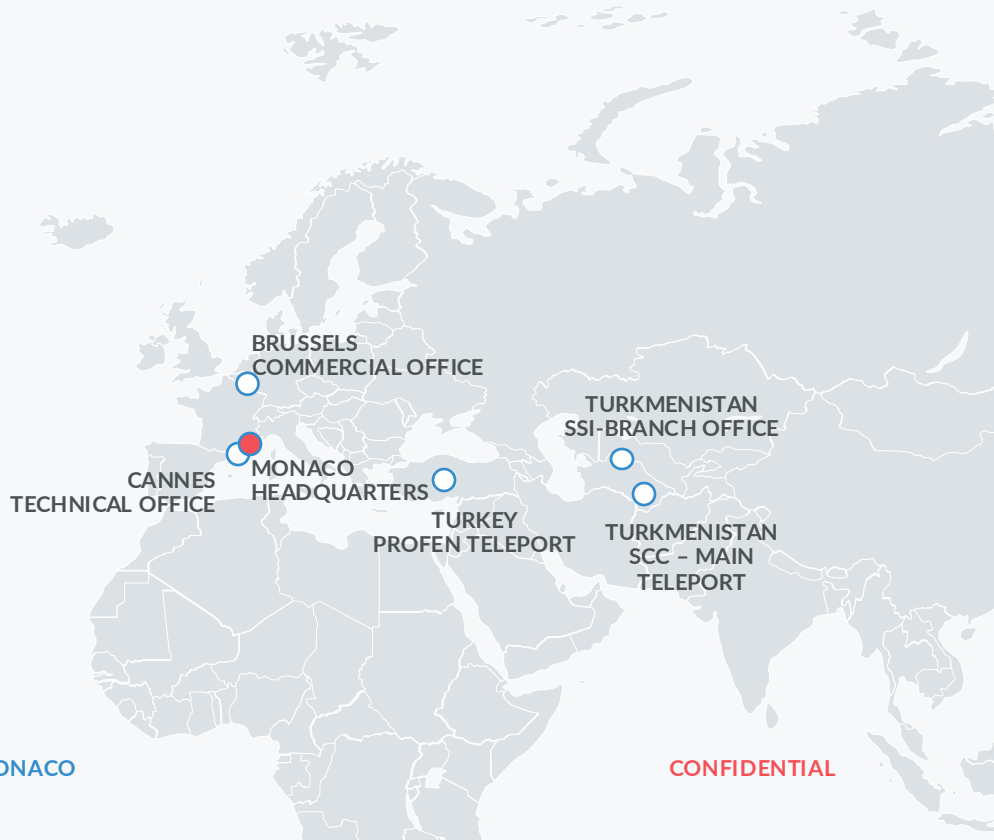 BRUSSELS
COMMERCIAL OFFICE
TURKMENISTAN
SSI-BRANCH OFFICE
MONACO
HEADQUARTERS
CANNES
TECHNICAL OFFICE
TURKEY
PROFEN TELEPORT
TURKMENISTAN
SCC – MAIN
TELEPORT
ONACO
CONFIDENTIAL